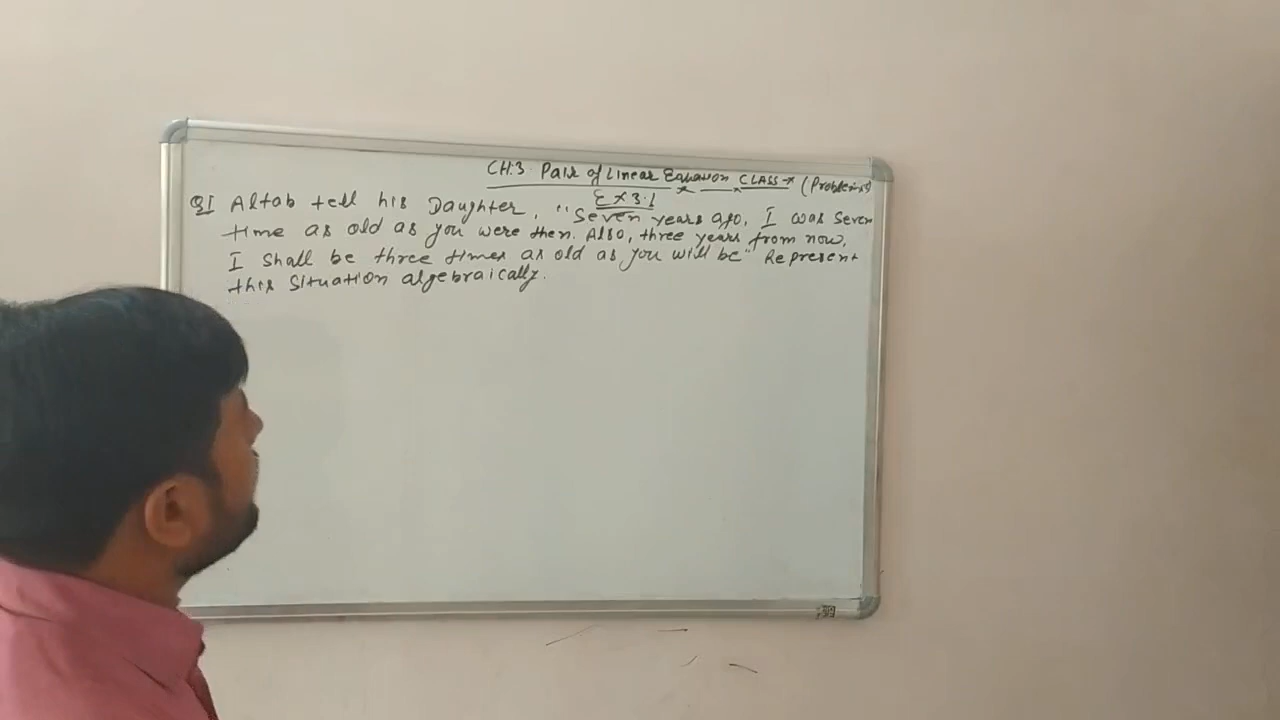 CH:3 Pair of Linear Equation CLASS → X (Problems)
EX 3.1
Q1 Altab tell his Daughter, "Seven years ago, I was Seven
time as old as you were then. Also, three years from now,
I shall be three times as old as you will be" Represent
this Situation algebraically.